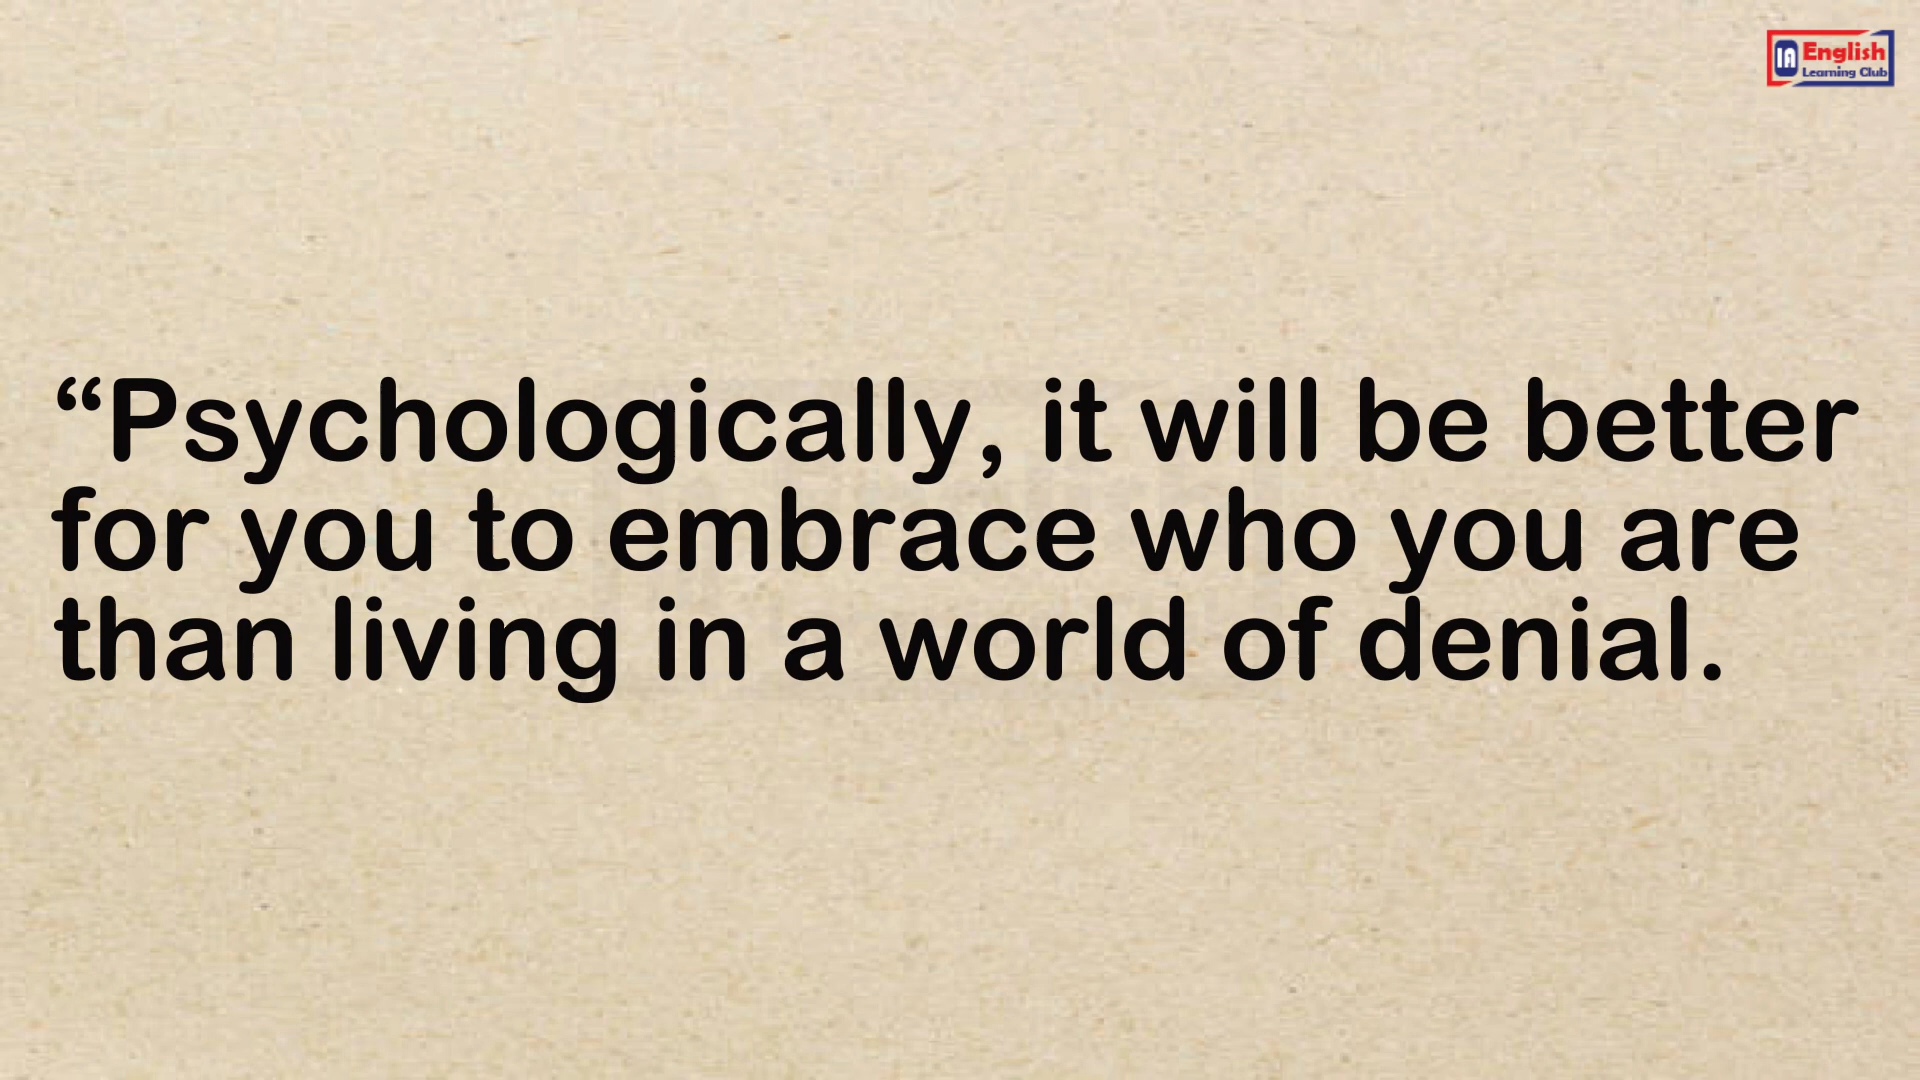 IA English
Learning Club
“Psychologically, it will be better
for you to embrace who you are
than living in a world of denial.